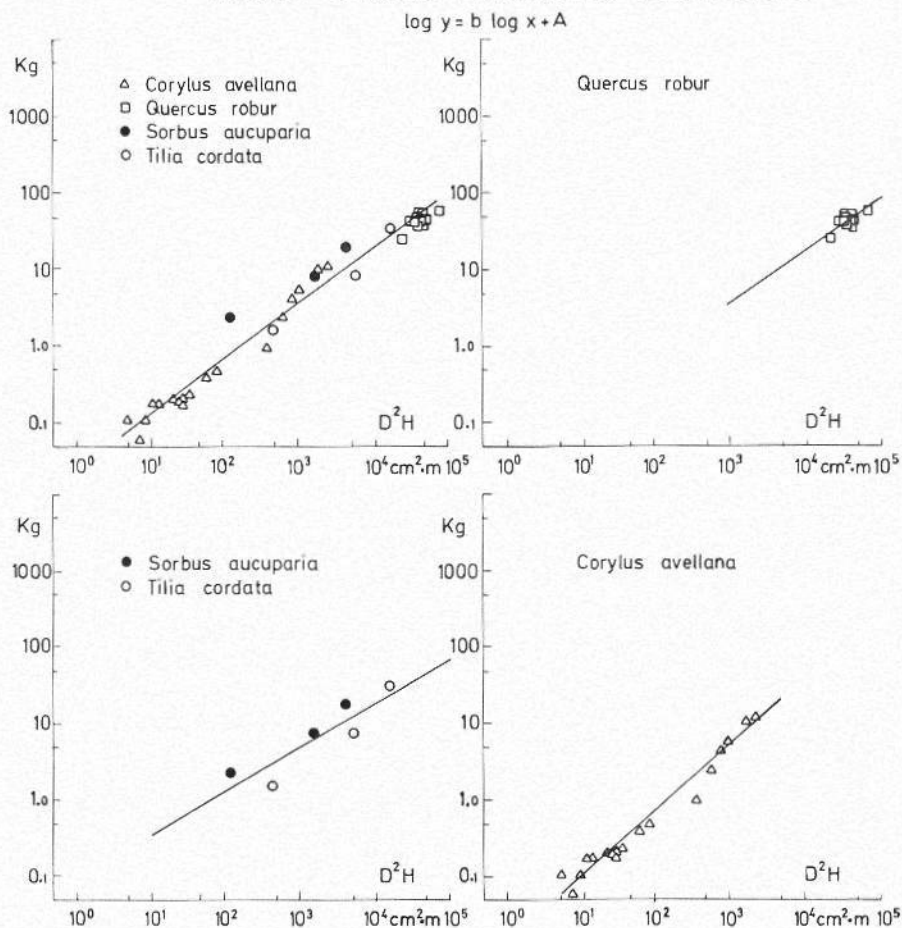 log y = b log x + A
Kg
1000
100
10
1.0
0.1
△ Corylus avellana
□ Quercus robur
● Sorbus aucuparia
○ Tilia cordata
D²H
10⁰ 10¹ 10² 10³ 10⁴ cm²·m 10⁵
Kg
1000
100
10
1.0
0.1
Quercus robur
D²H
10⁰ 10¹ 10² 10³ 10⁴ cm²·m 10⁵
Kg
1000
100
10
1.0
0.1
● Sorbus aucuparia
○ Tilia cordata
D²H
10⁰ 10¹ 10² 10³ 10⁴ cm²·m 10⁵
Kg
1000
100
10
1.0
0.1
Corylus avellana
D²H
10⁰ 10¹ 10² 10³ 10⁴ cm²·m 10⁵